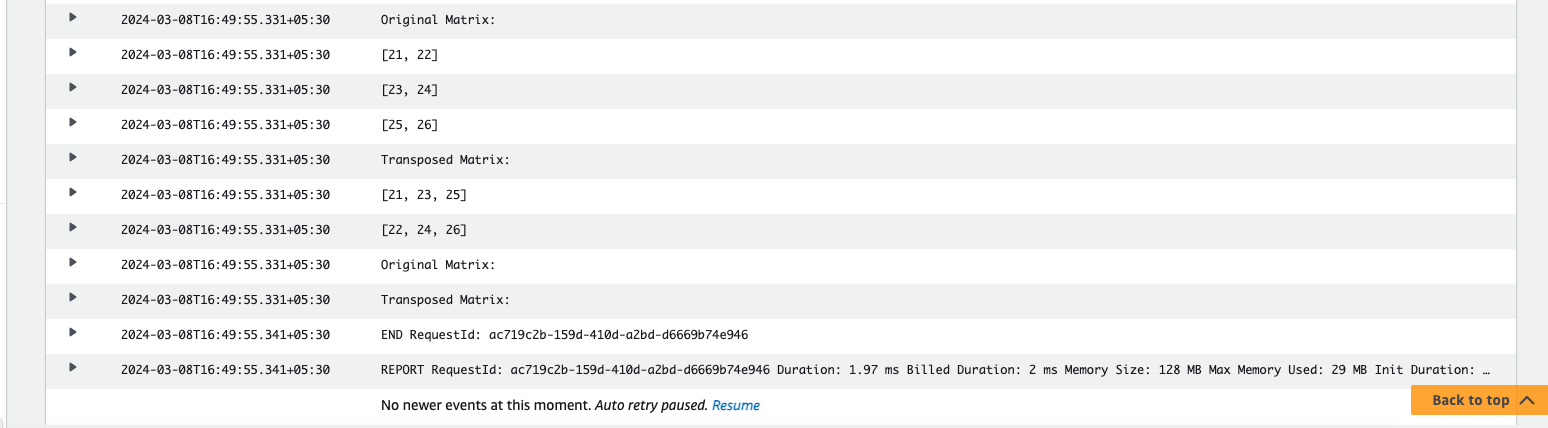 2024-03-08T16:49:55.331+05:30 Original Matrix:
2024-03-08T16:49:55.331+05:30 [21, 22]
2024-03-08T16:49:55.331+05:30 [23, 24]
2024-03-08T16:49:55.331+05:30 [25, 26]
2024-03-08T16:49:55.331+05:30 Transposed Matrix:
2024-03-08T16:49:55.331+05:30 [21, 23, 25]
2024-03-08T16:49:55.331+05:30 [22, 24, 26]
2024-03-08T16:49:55.331+05:30 Original Matrix:
2024-03-08T16:49:55.331+05:30 Transposed Matrix:
2024-03-08T16:49:55.341+05:30 END RequestId: ac719c2b-159d-410d-a2bd-d6669b74e946
2024-03-08T16:49:55.341+05:30 REPORT RequestId: ac719c2b-159d-410d-a2bd-d6669b74e946 Duration: 1.97 ms Billed Duration: 2 ms Memory Size: 128 MB Max Memory Used: 29 MB Init Duration: …
No newer events at this moment. Auto retry paused. Resume
Back to top